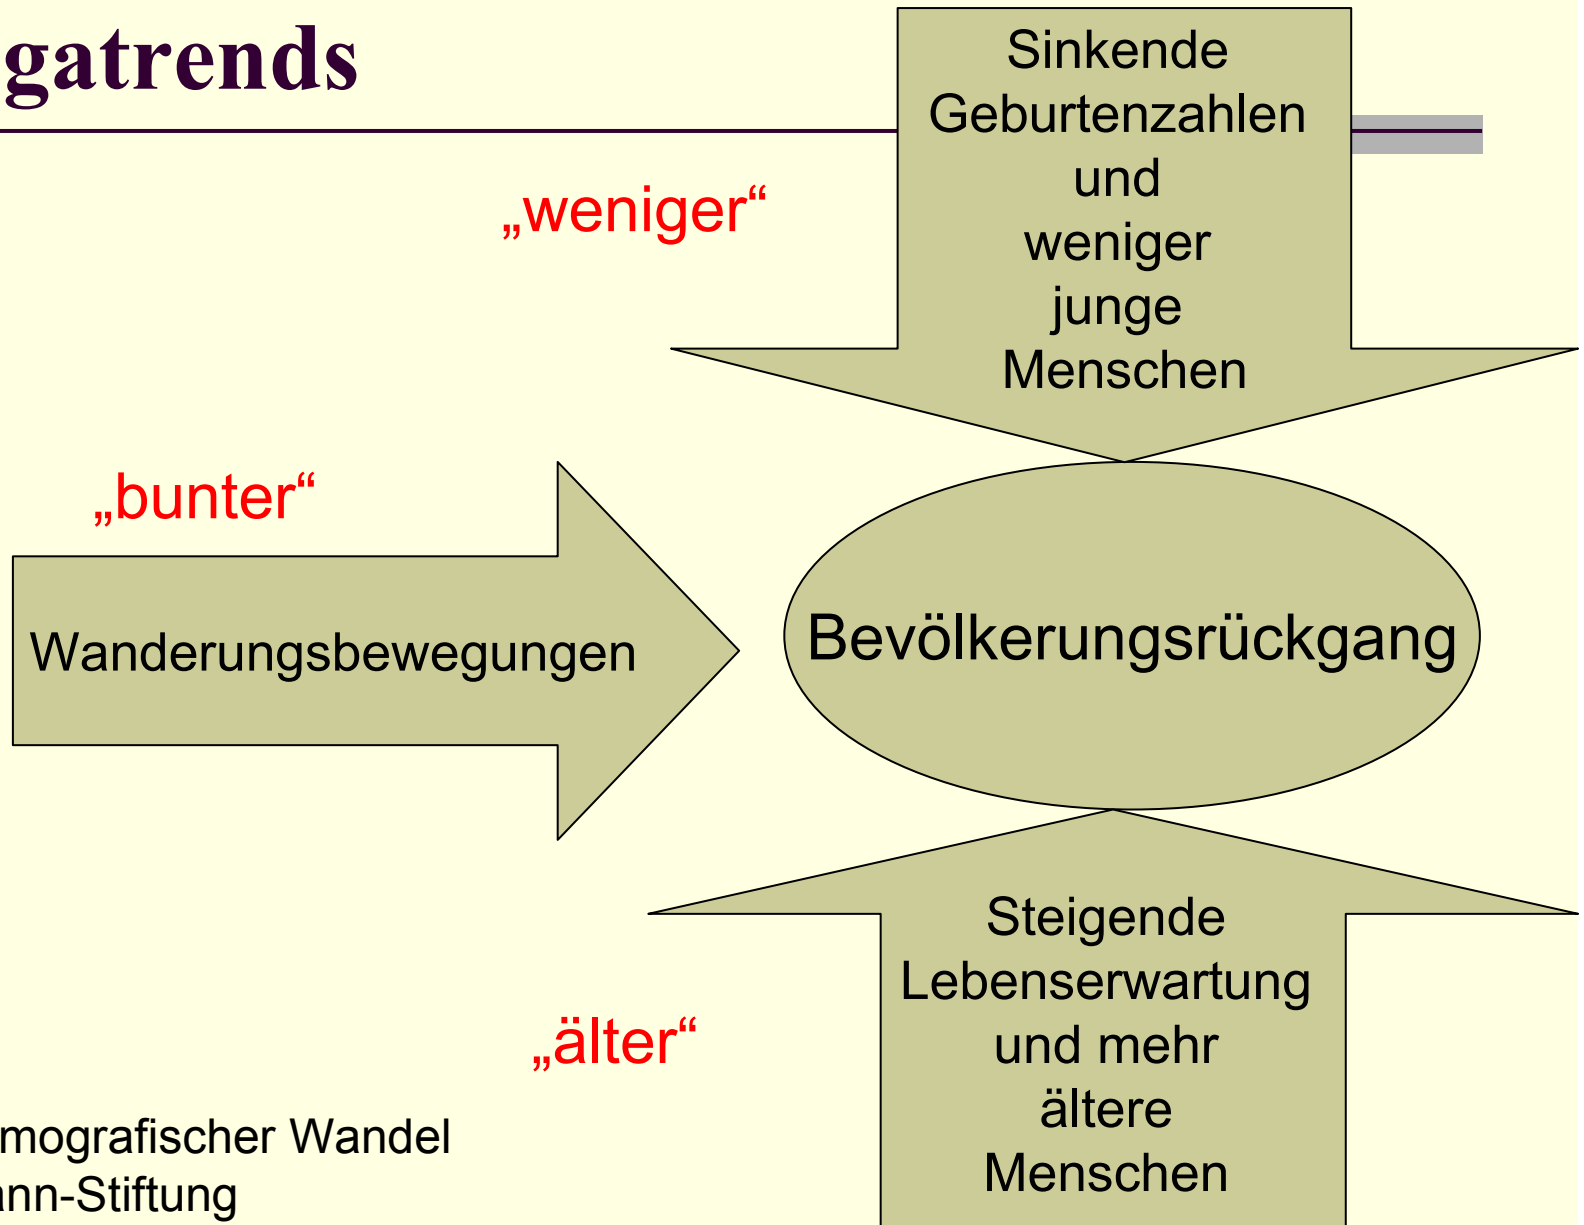 gatrends
Sinkende
Geburtenzahlen
und
weniger
junge
Menschen
„weniger“
„bunter“
Wanderungsbewegungen
Bevölkerungsrückgang
„älter“
Steigende
Lebenserwartung
und mehr
ältere
Menschen
mografischer Wandel
ann-Stiftung